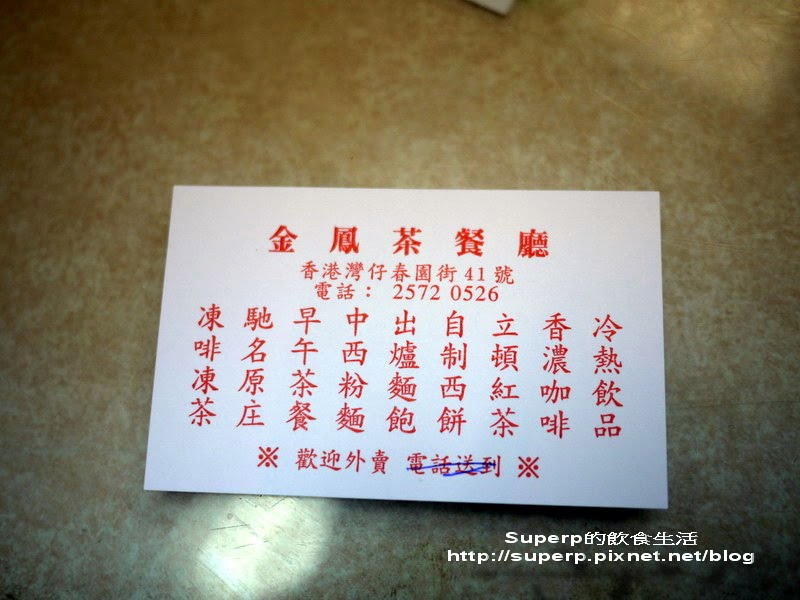 金鳳茶餐廳
香港灣仔春園街41號
電話： 2572 0526
冷熱飲品
香濃咖啡
立頓紅茶
自制西餅
出爐麵飽
中西粉麵
早午茶餐
馳名原庄
凍啡凍茶
※ 歡迎外賣 電話送到 ※
Superp的飲食生活
http://superp.pixnet.net/blog